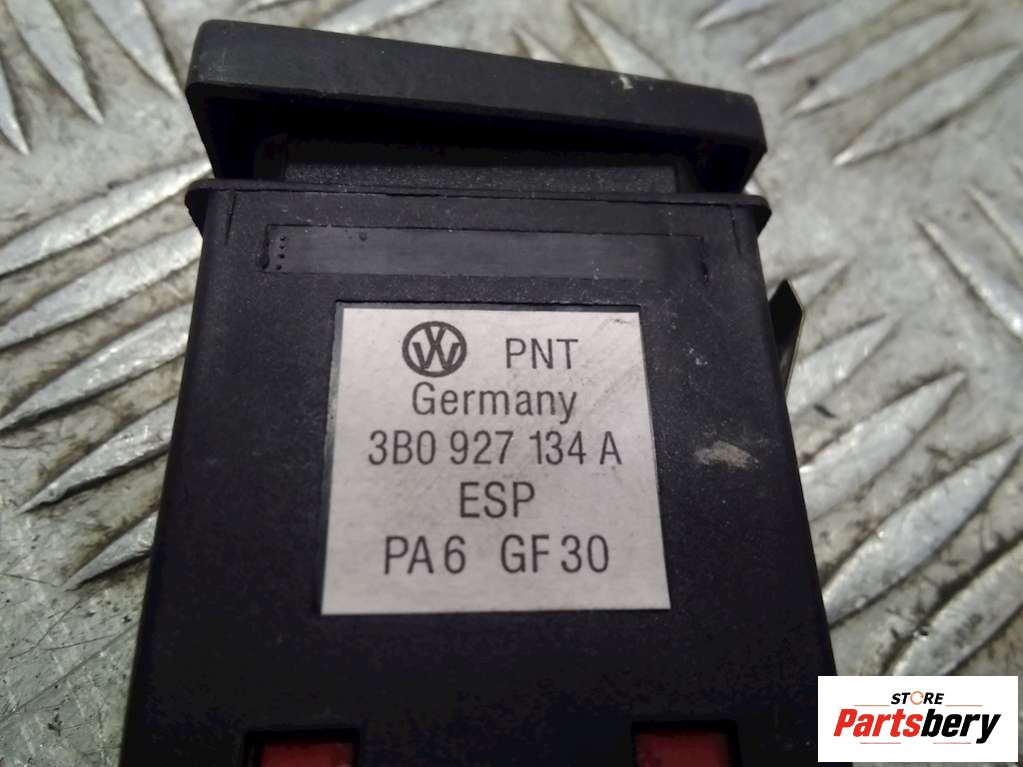 PNT
Germany
3B0 927 134 A
ESP
PA6 GF30
STORE
Partsbery